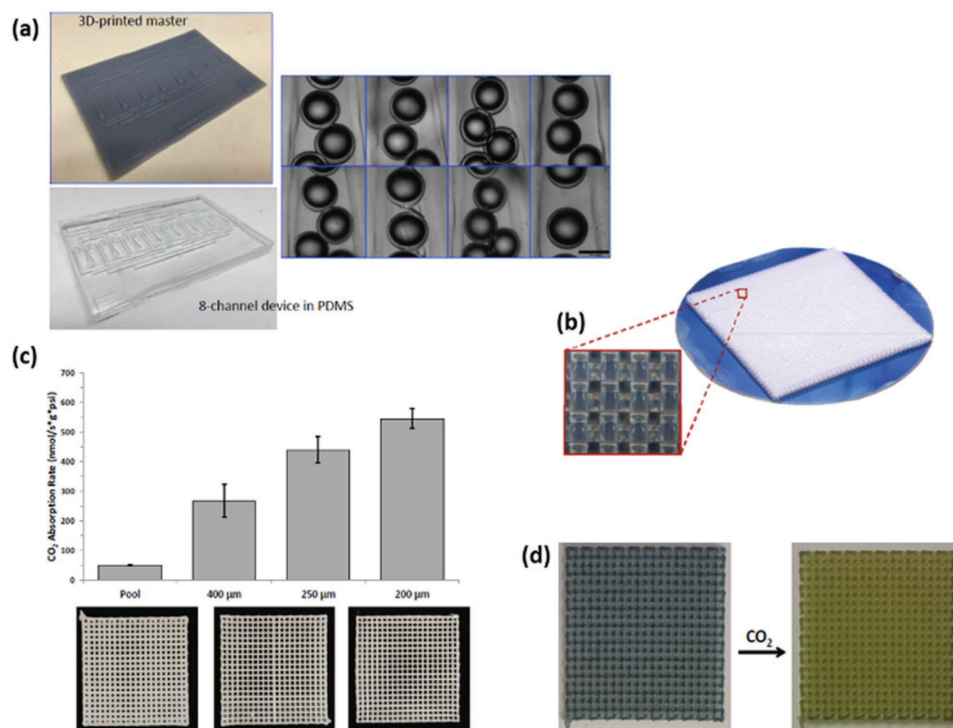 (a)
3D-printed master
8-channel device in PDMS
(b)
(c)
CO₂ Absorption Rate (nmol/s*g*psi)
700
600
500
400
300
200
100
0
Pool
400 μm
250 μm
200 μm
(d)
CO₂